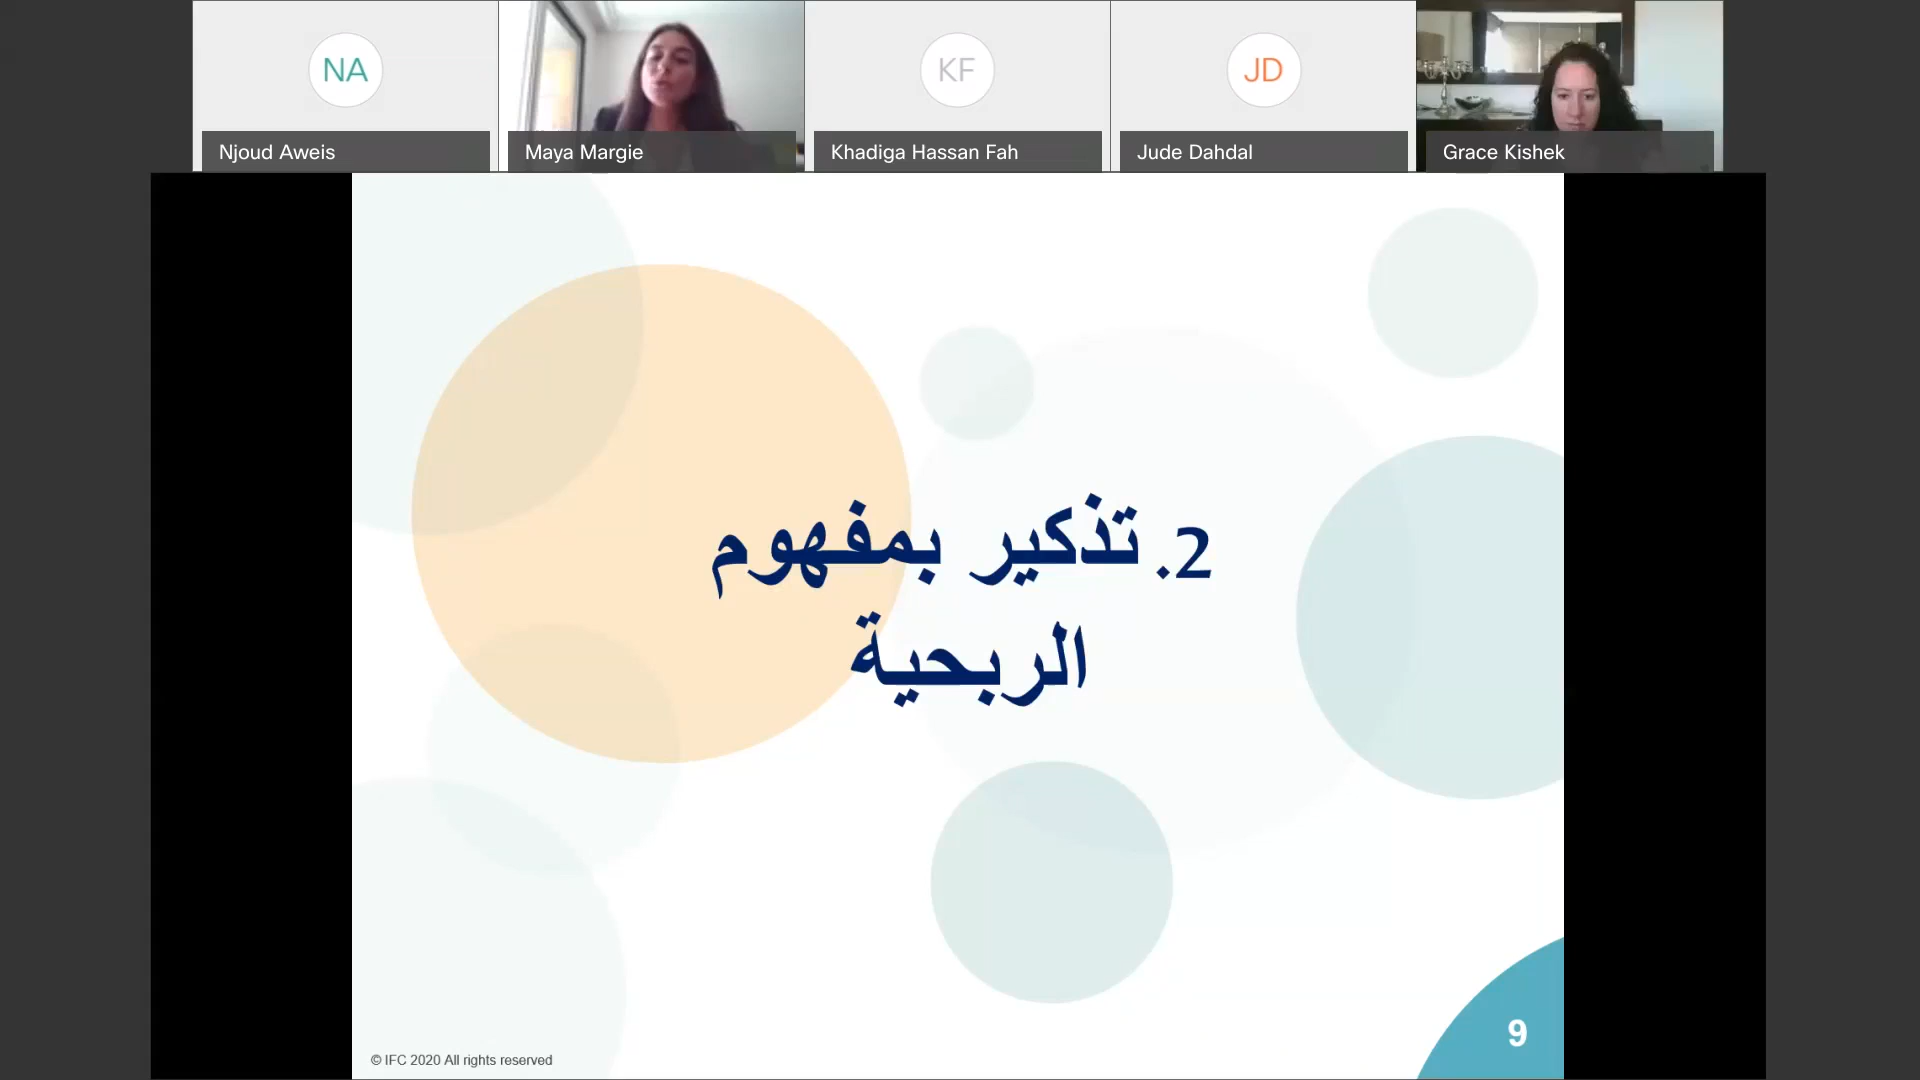 NA
KF
JD
Njoud Aweis
Maya Margie
Khadiga Hassan Fah
Jude Dahdal
Grace Kishek
2. تذكير بمفهوم
الربحية
© IFC 2020 All rights reserved
9